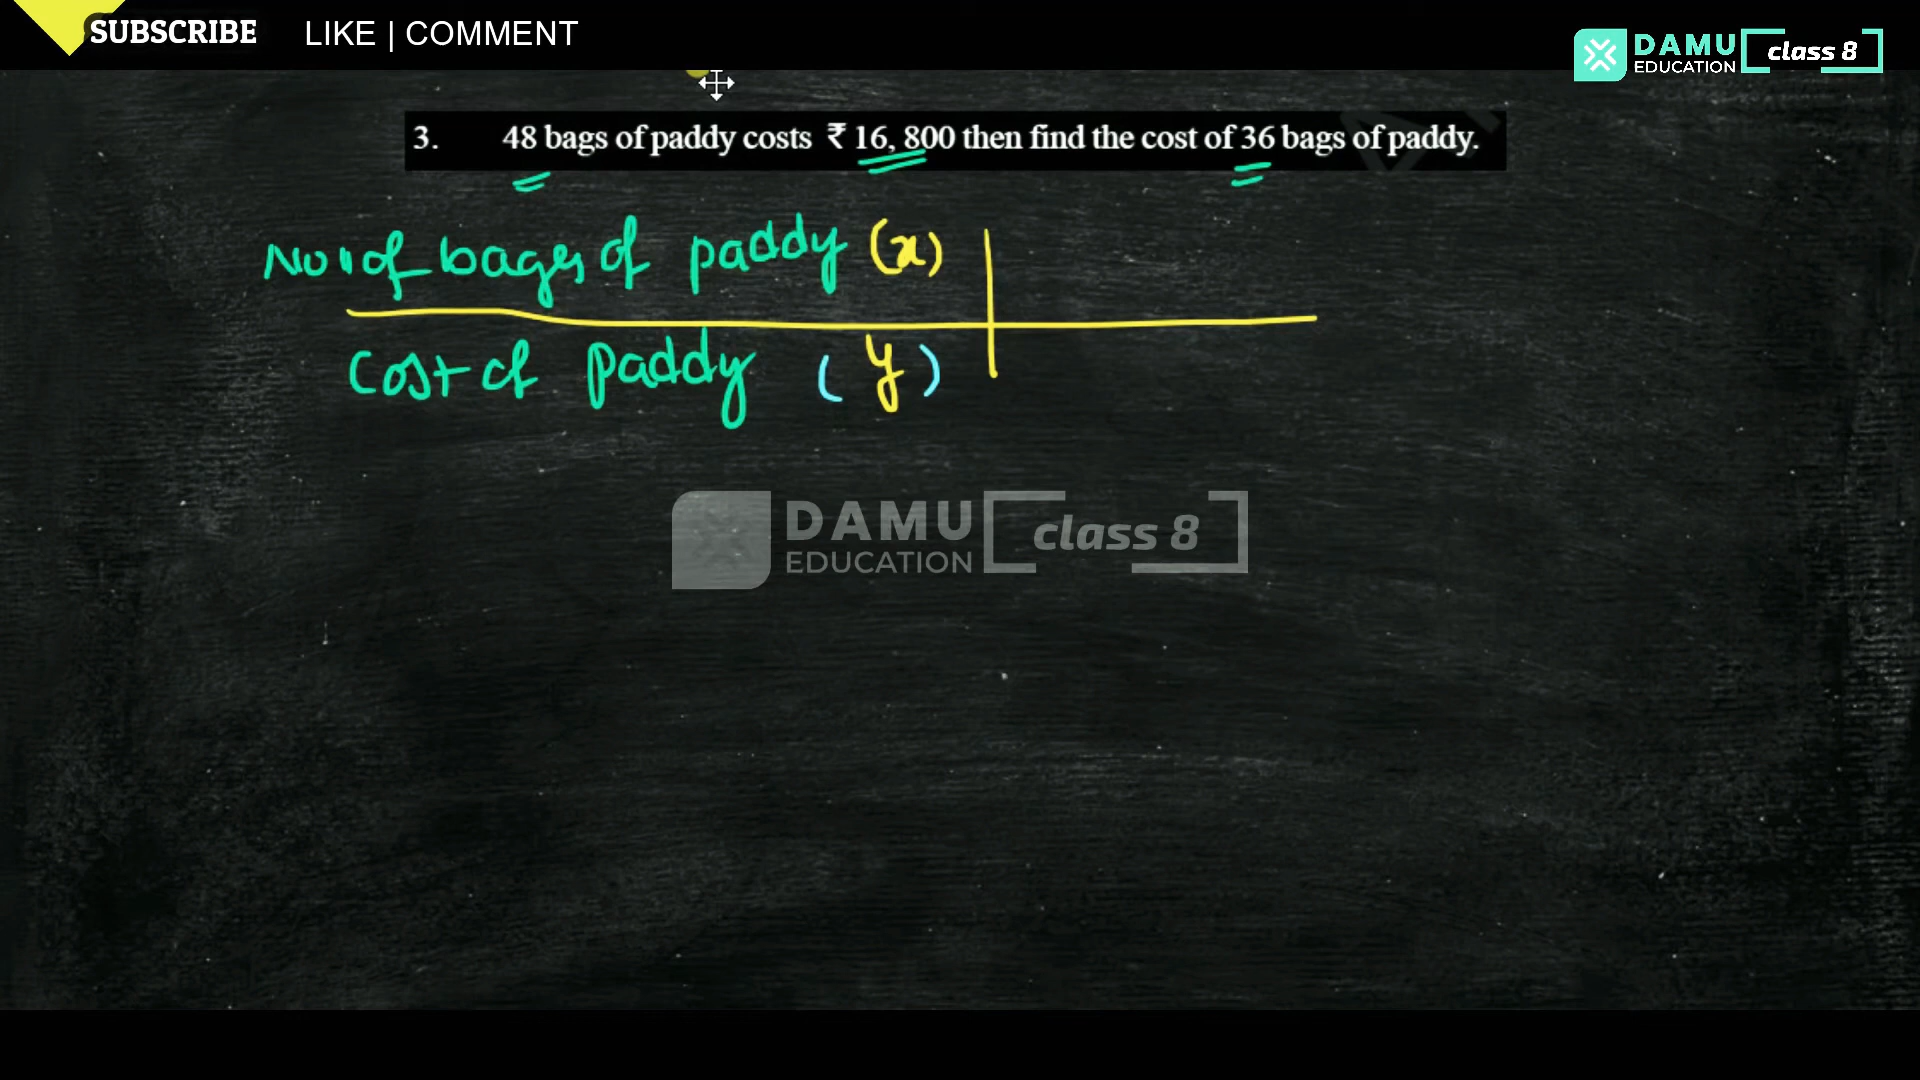 SUBSCRIBE LIKE | COMMENT
DAMU EDUCATION class 8
3. 48 bags of paddy costs ₹ 16, 800 then find the cost of 36 bags of paddy.
No. of bages of paddy (x)
Cost of paddy (y)
DAMU EDUCATION class 8